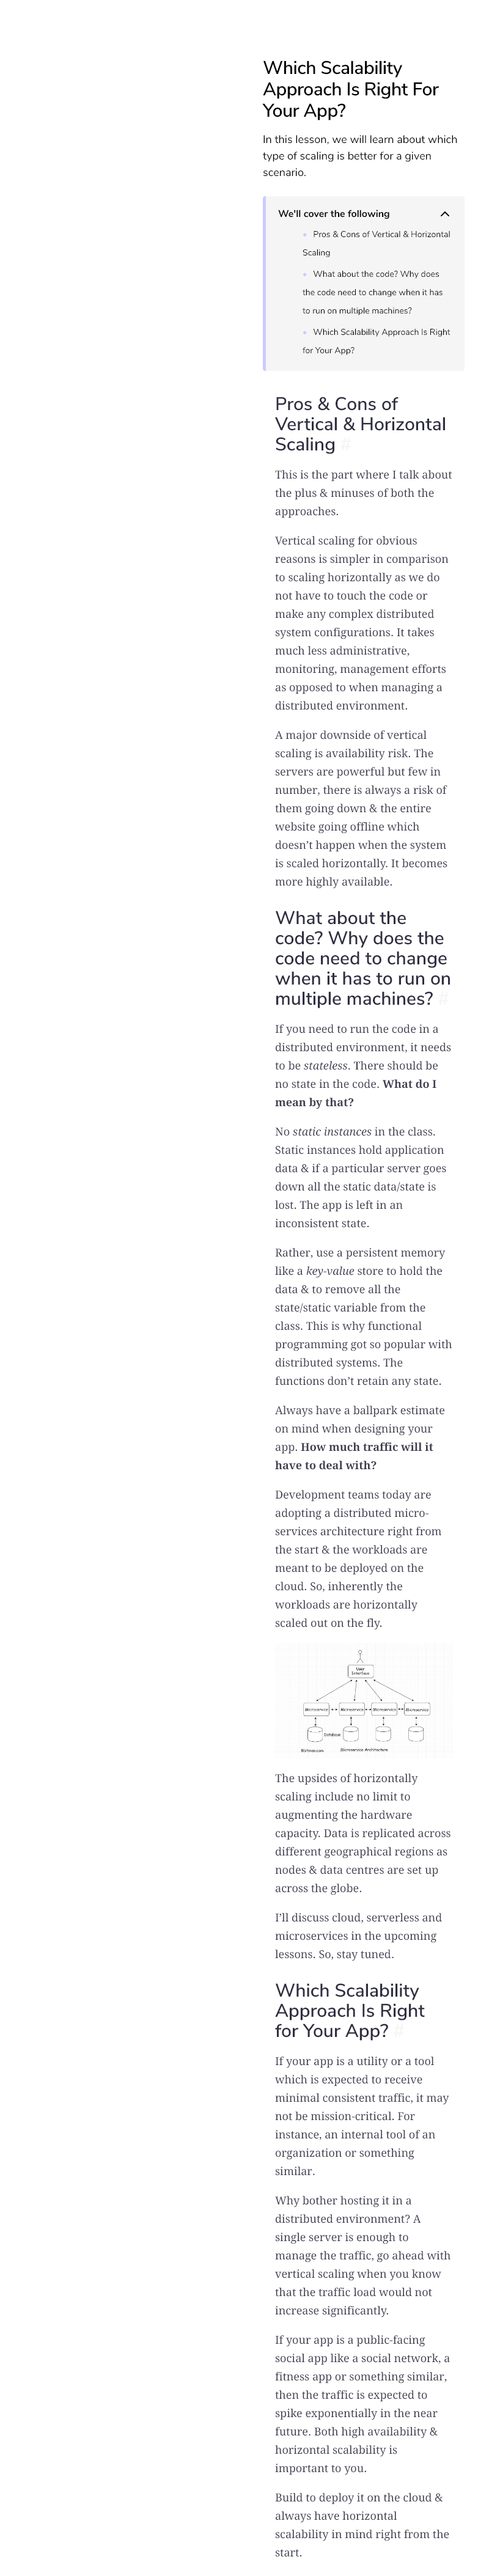 Which Scalability
Approach Is Right For
Your App?
In this lesson, we will learn about which
type of scaling is better for a given
scenario.
We'll cover the following
Pros & Cons of Vertical & Horizontal
Scaling
What about the code? Why does
the code need to change when it has
to run on multiple machines?
Which Scalability Approach Is Right
for Your App?
Pros & Cons of
Vertical & Horizontal
Scaling #
This is the part where I talk about
the plus & minuses of both the
approaches.
Vertical scaling for obvious
reasons is simpler in comparison
to scaling horizontally as we do
not have to touch the code or
make any complex distributed
system configurations. It takes
much less administrative,
monitoring, management efforts
as opposed to when managing a
distributed environment.
A major downside of vertical
scaling is availability risk. The
servers are powerful but few in
number, there is always a risk of
them going down & the entire
website going offline which
doesn't happen when the system
is scaled horizontally. It becomes
more highly available.
What about the
code? Why does the
code need to change
when it has to run on
multiple machines? #
If you need to run the code in a
distributed environment, it needs
to be stateless. There should be
no state in the code. What do I
mean by that?
No static instances in the class.
Static instances hold application
data & if a particular server goes
down all the static data/state is
lost. The app is left in an
inconsistent state.
Rather, use a persistent memory
like a key-value store to hold the
data & to remove all the
state/static variable from the
class. This is why functional
programming got so popular with
distributed systems. The
functions don't retain any state.
Always have a ballpark estimate
on mind when designing your
app. How much traffic will it
have to deal with?
Development teams today are
adopting a distributed micro-
services architecture right from
the start & the workloads are
meant to be deployed on the
cloud. So, inherently the
workloads are horizontally
scaled out on the fly.
User
Interface
Microservice Microservice Microservice Microservice
Database
Microservice Architecture
The upsides of horizontally
scaling include no limit to
augmenting the hardware
capacity. Data is replicated across
different geographical regions as
nodes & data centres are set up
across the globe.
I'll discuss cloud, serverless and
microservices in the upcoming
lessons. So, stay tuned.
Which Scalability
Approach Is Right
for Your App? #
If your app is a utility or a tool
which is expected to receive
minimal consistent traffic, it may
not be mission-critical. For
instance, an internal tool of an
organization or something
similar.
Why bother hosting it in a
distributed environment? A
single server is enough to
manage the traffic, go ahead with
vertical scaling when you know
that the traffic load would not
increase significantly.
If your app is a public-facing
social app like a social network, a
fitness app or something similar,
then the traffic is expected to
spike exponentially in the near
future. Both high availability &
horizontal scalability is
important to you.
Build to deploy it on the cloud &
always have horizontal
scalability in mind right from the
start.